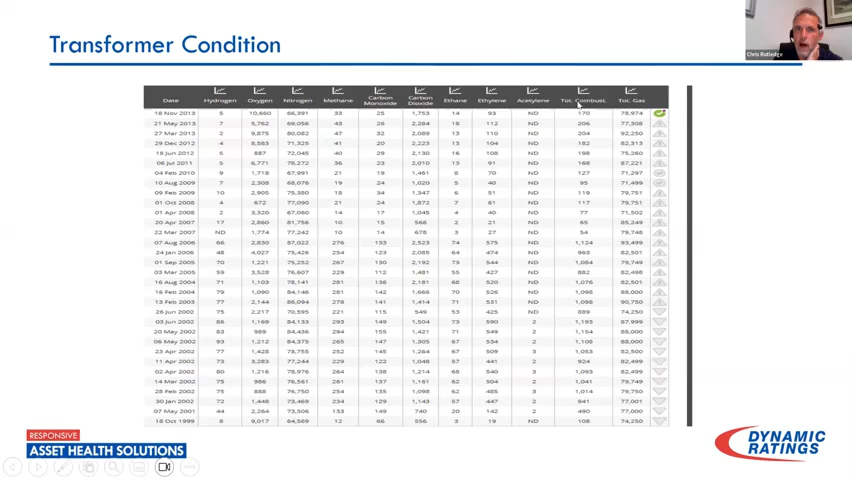 Transformer Condition
Chris Rutledge
Date Hydrogen Oxygen Nitrogen Methane Carbon Monoxide Carbon Dioxide Ethane Ethylene Acetylene Tot. Combust. Tot. Gas
18 Nov 2013 5 10,660 66,391 33 25 1,753 14 93 ND 170 78,974
21 May 2013 7 5,762 69,056 43 26 2,284 18 112 ND 206 77,308
27 Mar 2013 2 9,875 80,082 47 32 2,089 13 110 ND 204 92,250
29 Dec 2012 4 8,583 71,325 41 20 2,223 13 104 ND 182 82,313
18 Jun 2012 5 887 72,045 40 29 2,130 16 108 ND 198 75,260
06 Jul 2011 5 6,771 78,272 36 23 2,010 13 91 ND 168 87,221
04 Feb 2010 9 1,718 67,991 21 19 1,461 8 70 ND 127 71,297
10 Aug 2009 7 2,308 68,076 19 24 1,020 5 40 ND 95 71,499
09 Feb 2009 10 2,905 75,380 18 34 1,347 6 51 ND 119 79,751
01 Oct 2008 4 672 77,090 21 24 1,872 7 61 ND 117 79,751
01 Apr 2008 2 3,320 67,060 14 17 1,045 4 40 ND 77 71,502
20 Apr 2007 17 2,860 81,756 10 15 568 2 21 ND 65 85,249
22 Mar 2007 ND 1,774 77,242 10 14 678 3 27 ND 54 79,748
07 Aug 2006 66 2,830 87,022 276 133 2,523 74 575 ND 1,124 93,499
24 Jan 2006 48 4,027 75,426 254 123 2,085 64 474 ND 963 82,501
01 Sep 2005 70 1,221 75,252 267 130 2,192 73 544 ND 1,084 79,749
03 Mar 2005 59 3,528 76,607 229 112 1,481 55 427 ND 882 82,498
16 Aug 2004 71 1,103 78,141 281 136 2,181 68 520 ND 1,076 82,501
16 Feb 2004 79 1,090 84,146 281 142 1,666 70 526 ND 1,098 88,000
13 Feb 2003 77 2,144 86,094 278 141 1,414 71 531 ND 1,098 90,750
26 Jun 2002 75 2,217 70,595 221 115 549 53 425 ND 889 74,250
03 Jun 2002 86 1,169 84,133 293 149 1,504 73 590 2 1,193 87,999
20 May 2002 83 989 84,436 294 155 1,421 71 549 2 1,154 88,000
06 May 2002 93 1,212 84,375 265 147 1,305 67 534 2 1,108 88,000
23 Apr 2002 77 1,428 78,755 252 145 1,264 67 509 3 1,053 82,500
11 Apr 2002 73 3,283 77,244 229 122 1,048 57 441 2 924 82,499
02 Apr 2002 80 1,216 78,976 264 138 1,214 68 540 3 1,093 82,499
14 Mar 2002 75 986 76,561 261 137 1,161 62 504 2 1,041 79,749
28 Feb 2002 75 888 76,750 254 135 1,098 62 485 3 1,014 79,750
30 Jan 2002 72 1,448 73,469 234 129 1,143 57 447 2 941 77,001
07 May 2001 44 2,264 73,506 133 149 740 20 142 2 490 77,000
18 Oct 1999 8 9,017 64,569 12 66 556 3 19 ND 108 74,250
RESPONSIVE
ASSET HEALTH SOLUTIONS
DYNAMIC
RATINGS